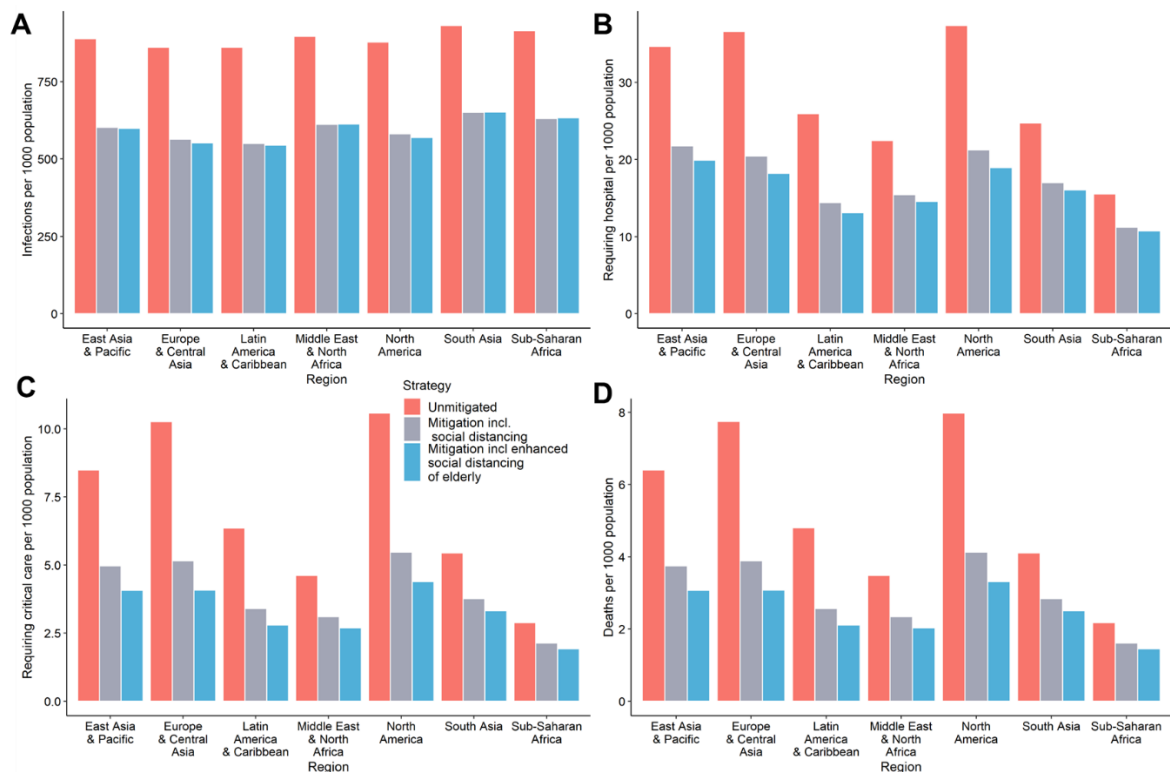 A
Infections per 1000 population
750
500
250
0
East Asia
& Pacific
Europe
& Central
Asia
Latin
America
& Caribbean
Middle East
& North
Africa
North
America
South Asia
Sub-Saharan
Africa
Region
B
Requiring hospital per 1000 population
30
20
10
0
East Asia
& Pacific
Europe
& Central
Asia
Latin
America
& Caribbean
Middle East
& North
Africa
North
America
South Asia
Sub-Saharan
Africa
Region
C
Requiring critical care per 1000 population
10.0
7.5
5.0
2.5
0.0
Strategy
Unmitigated
Mitigation incl.
social distancing
Mitigation incl enhanced
social distancing
of elderly
East Asia
& Pacific
Europe
& Central
Asia
Latin
America
& Caribbean
Middle East
& North
Africa
North
America
South Asia
Sub-Saharan
Africa
Region
D
Deaths per 1000 population
8
6
4
2
0
East Asia
& Pacific
Europe
& Central
Asia
Latin
America
& Caribbean
Middle East
& North
Africa
North
America
South Asia
Sub-Saharan
Africa
Region